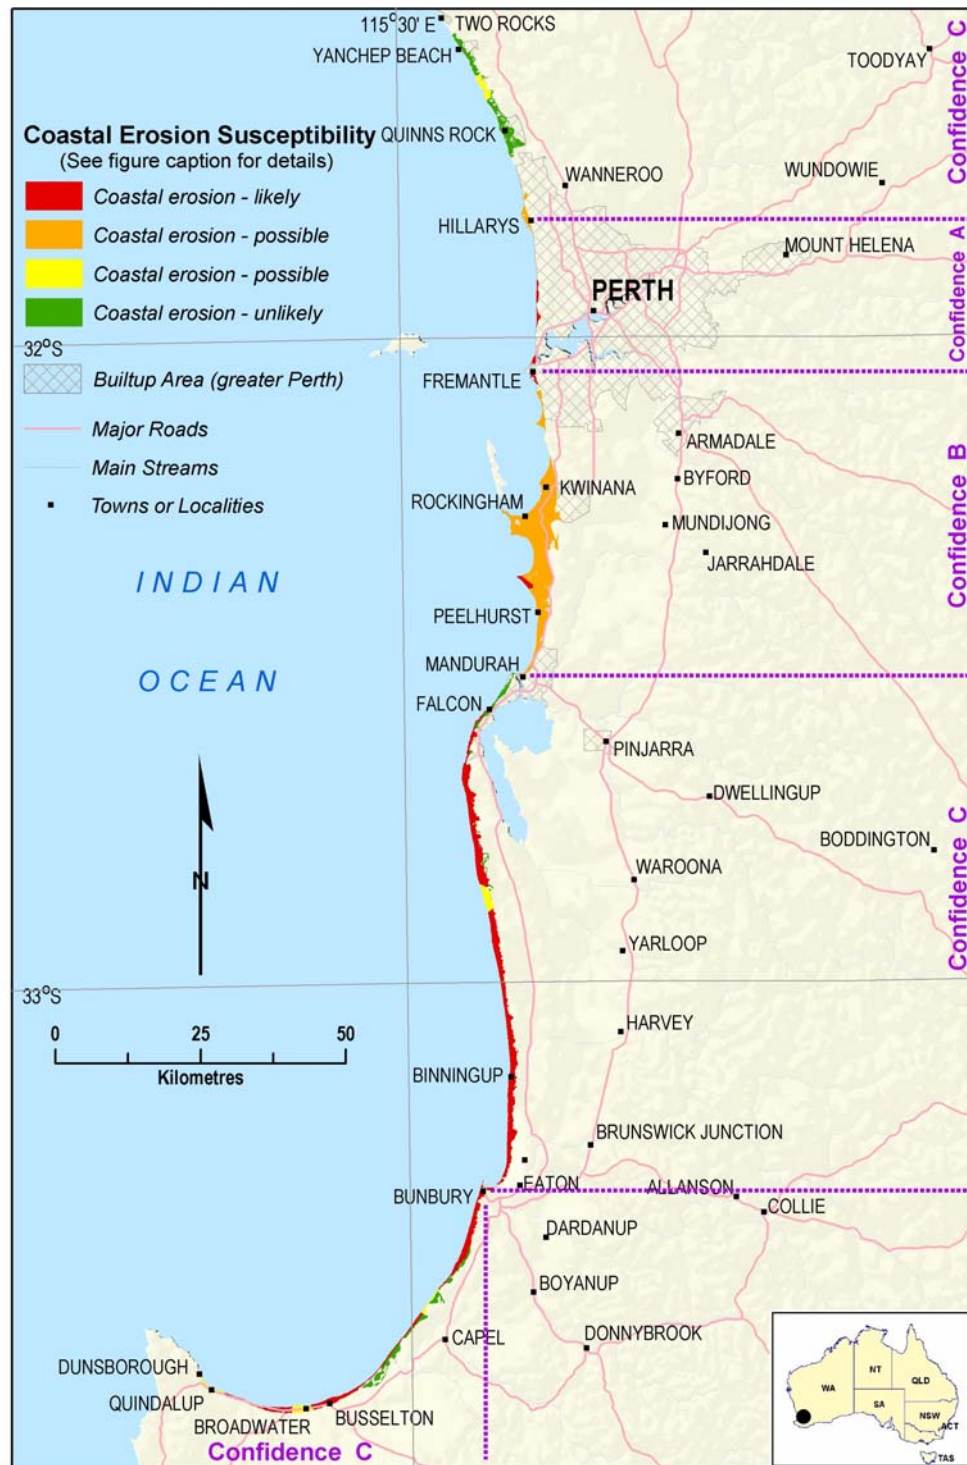 115°30' E
TWO ROCKS
YANCHEP BEACH
TOODYAY
Confidence C
Coastal Erosion Susceptibility
(See figure caption for details)
Coastal erosion - likely
Coastal erosion - possible
Coastal erosion - possible
Coastal erosion - unlikely
Builtup Area (greater Perth)
Major Roads
Main Streams
Towns or Localities
QUINNS ROCK
WANNEROO
WUNDOWIE
HILLARYS
MOUNT HELENA
Confidence A
PERTH
32°S
FREMANTLE
ARMADALE
Confidence B
BYFORD
KWINANA
ROCKINGHAM
MUNDIJONG
JARRAHDALE
INDIAN
OCEAN
PEELHURST
MANDURAH
FALCON
PINJARRA
DWELLINGUP
BODDINGTON
Confidence C
WAROONA
N
YARLOOP
33°S
0 25 50
Kilometres
HARVEY
BINNINGUP
BRUNSWICK JUNCTION
EATON
ALLANSON
BUNBURY
COLLIE
DARDANUP
BOYANUP
CAPEL
DONNYBROOK
DUNSBOROUGH
QUINDALUP
BROADWATER
BUSSELTON
Confidence C
WA
NT
QLD
SA
NSW
ACT
TAS